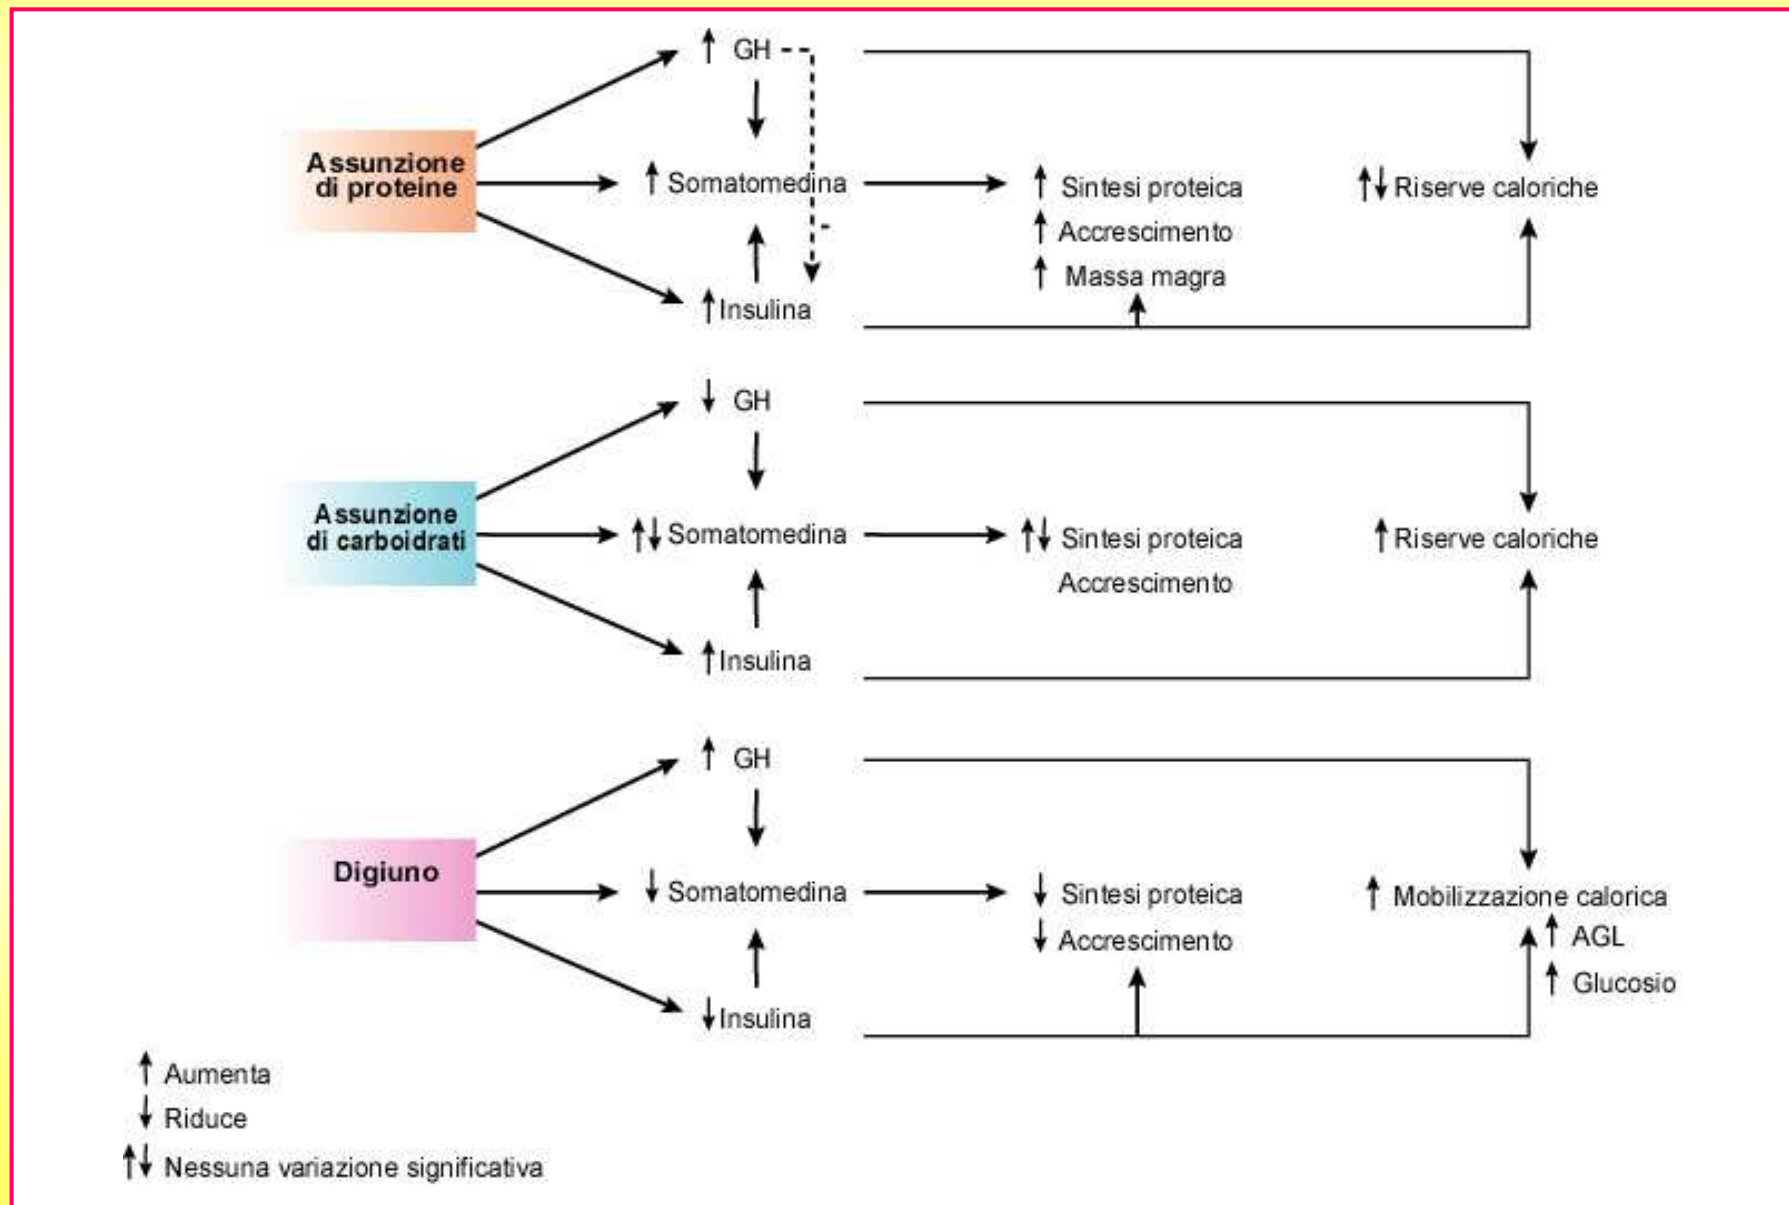 ↑ GH
Assunzione
di proteine
↑ Somatomedina
↑ Sintesi proteica
↑↓ Riserve caloriche
-
↑ Accrescimento
↑ Massa magra
↑ Insulina
↓ GH
Assunzione
di carboidrati
↑↓ Somatomedina
↑↓ Sintesi proteica
↑ Riserve caloriche
Accrescimento
↑ Insulina
↑ GH
Digiuno
↓ Somatomedina
↓ Sintesi proteica
↑ Mobilizzazione calorica
↓ Accrescimento
↑ AGL
↑ Glucosio
↓ Insulina
↑ Aumenta
↓ Riduce
↑↓ Nessuna variazione significativa